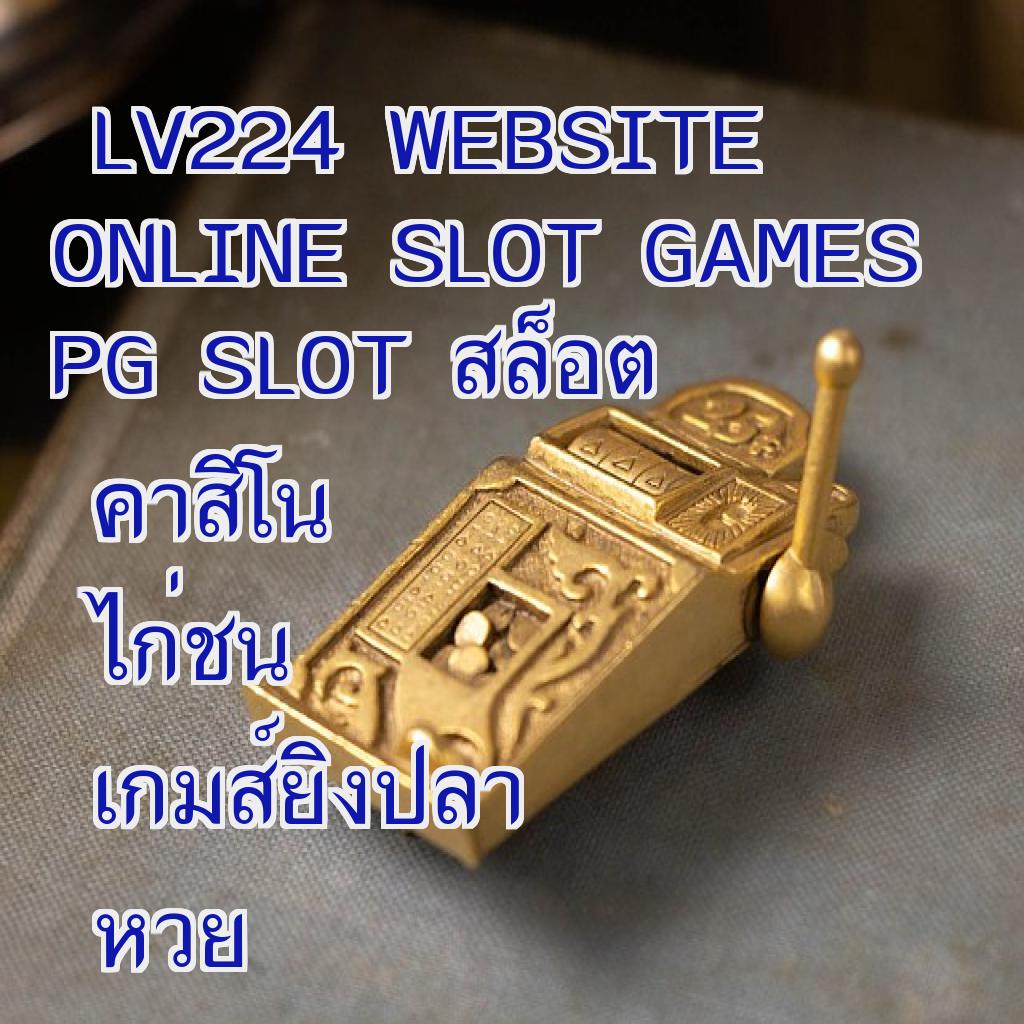 LV224 WEBSITE
ONLINE SLOT GAMES
PG SLOT สล็อต
คาสิโน
ไก่ชน
เกมส์ยิงปลา
หวย